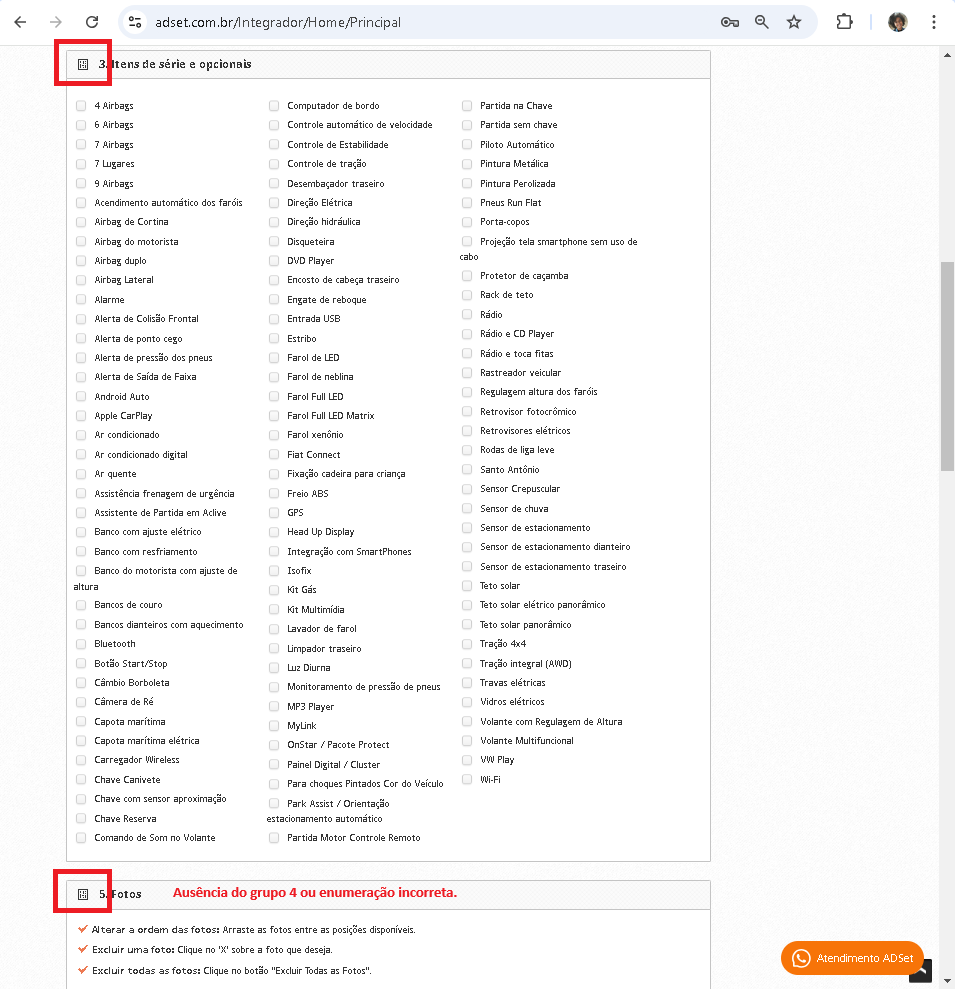 adset.com.br/Integrador/Home/Principal
3. Itens de série e opcionais
4 Airbags
6 Airbags
7 Airbags
7 Lugares
9 Airbags
Acendimento automático dos faróis
Airbag de Cortina
Airbag do motorista
Airbag duplo
Airbag Lateral
Alarme
Alerta de Colisão Frontal
Alerta de ponto cego
Alerta de pressão dos pneus
Alerta de Saída de Faixa
Android Auto
Apple CarPlay
Ar condicionado
Ar condicionado digital
Ar quente
Assistência frenagem de urgência
Assistente de Partida em Aclive
Banco com ajuste elétrico
Banco com resfriamento
Banco do motorista com ajuste de
altura
Bancos de couro
Bancos dianteiros com aquecimento
Bluetooth
Botão Start/Stop
Câmbio Borboleta
Câmera de Ré
Capota marítima
Capota marítima elétrica
Carregador Wireless
Chave Canivete
Chave com sensor aproximação
Chave Reserva
Comando de Som no Volante
Computador de bordo
Controle automático de velocidade
Controle de Estabilidade
Controle de tração
Desembaçador traseiro
Direção Elétrica
Direção hidráulica
Disqueteira
DVD Player
Encosto de cabeça traseiro
Engate de reboque
Entrada USB
Estribo
Farol de LED
Farol de neblina
Farol Full LED
Farol Full LED Matrix
Farol xenônio
Fiat Connect
Fixação cadeira para criança
Freio ABS
GPS
Head Up Display
Integração com SmartPhones
Isofix
Kit Gás
Kit Multimídia
Lavador de farol
Limpador traseiro
Luz Diurna
Monitoramento de pressão de pneus
MP3 Player
MyLink
OnStar / Pacote Protect
Painel Digital / Cluster
Para choques Pintados Cor do Veículo
Park Assist / Orientação
estacionamento automático
Partida Motor Controle Remoto
Partida na Chave
Partida sem chave
Piloto Automático
Pintura Metálica
Pintura Perolizada
Pneus Run Flat
Porta-copos
Projeção tela smartphone sem uso de
cabo
Protetor de caçamba
Rack de teto
Rádio
Rádio e CD Player
Rádio e toca fitas
Rastreador veicular
Regulagem altura dos faróis
Retrovisor fotocrômico
Retrovisores elétricos
Rodas de liga leve
Santo Antônio
Sensor Crepuscular
Sensor de chuva
Sensor de estacionamento
Sensor de estacionamento dianteiro
Sensor de estacionamento traseiro
Teto solar
Teto solar elétrico panorâmico
Teto solar panorâmico
Tração 4x4
Tração integral (AWD)
Travas elétricas
Vidros elétricos
Volante com Regulagem de Altura
Volante Multifuncional
VW Play
Wi-Fi
5. Fotos Ausência do grupo 4 ou enumeração incorreta.
Alterar a ordem das fotos: Arraste as fotos entre as posições disponíveis.
Excluir uma foto: Clique no 'X' sobre a foto que deseja.
Excluir todas as fotos: Clique no botão "Excluir Todas as Fotos".
Atendimento ADSet